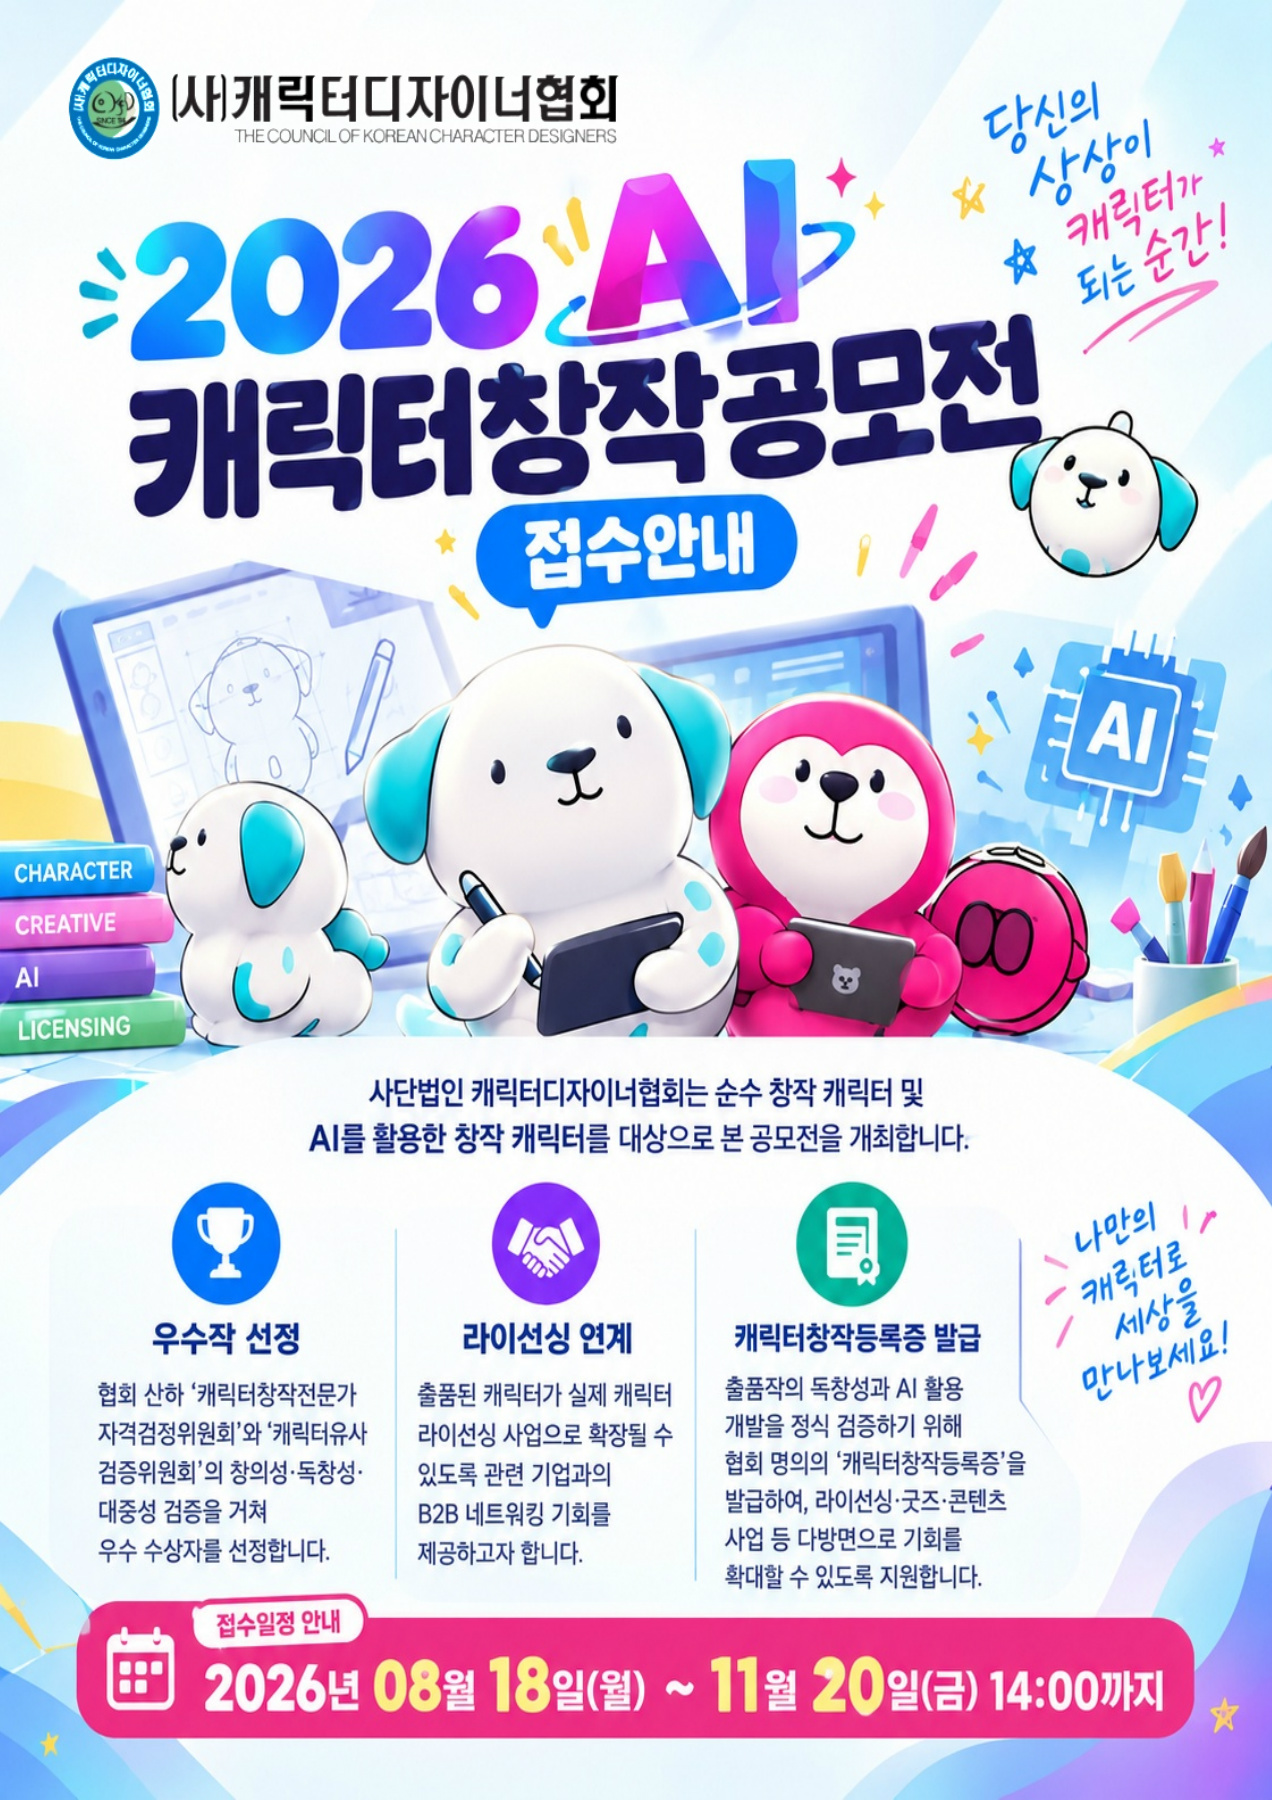 (사)캐릭터디자이너협회
THE COUNCIL OF KOREAN CHARACTER DESIGNERS
당신의
상상이
캐릭터가
되는 순간!
2026 AI
캐릭터창작공모전
접수안내
AI
CHARACTER
CREATIVE
AI
LICENSING
사단법인 캐릭터디자이너협회는 순수 창작 캐릭터 및
AI를 활용한 창작 캐릭터를 대상으로 본 공모전을 개최합니다.
우수작 선정
협회 산하 ‘캐릭터창작전문가
자격검정위원회’와 ‘캐릭터유사
검증위원회’의 창의성·독창성·
대중성 검증을 거쳐
우수 수상자를 선정합니다.
라이선싱 연계
출품된 캐릭터가 실제 캐릭터
라이선싱 사업으로 확장될 수
있도록 관련 기업과의
B2B 네트워킹 기회를
제공하고자 합니다.
캐릭터창작등록증 발급
출품작의 독창성과 AI 활용
개발을 정식 검증하기 위해
협회 명의의 ‘캐릭터창작등록증’을
발급하여, 라이선싱·굿즈·콘텐츠
사업 등 다방면으로 기회를
확대할 수 있도록 지원합니다.
나만의
캐릭터로
세상을
만나보세요!
접수일정 안내
2026년 08월 18일(월) ~ 11월 20일(금) 14:00까지